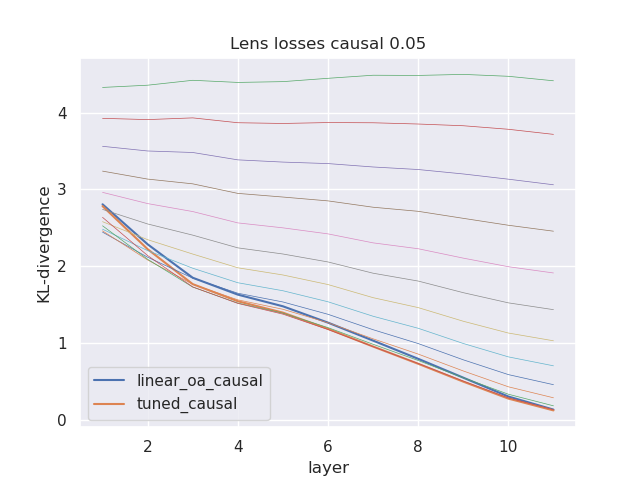 Lens losses causal 0.05
KL-divergence
4
3
2
1
0
linear_oa_causal
tuned_causal
2
4
6
8
10
layer